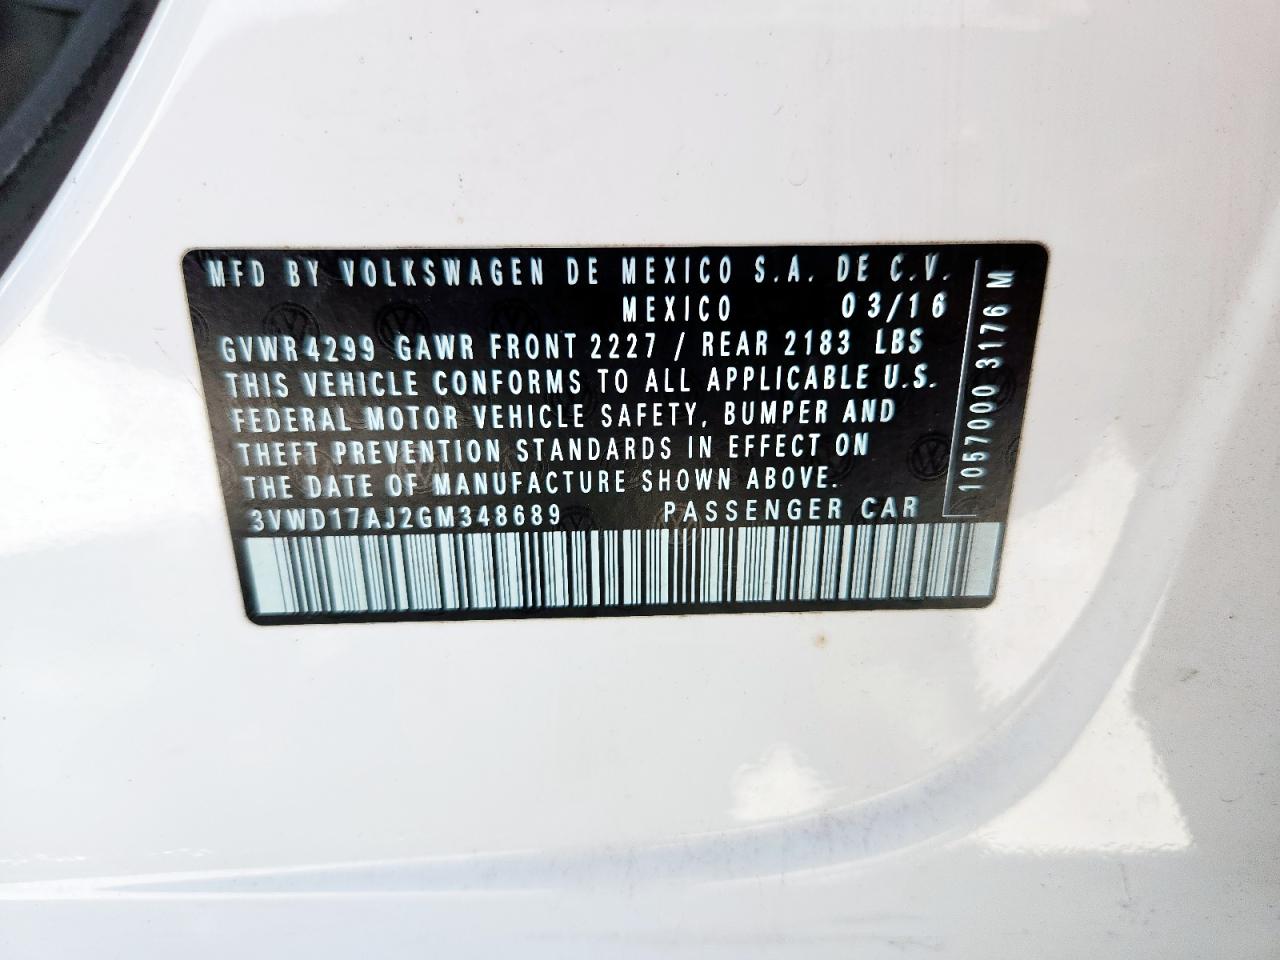 MFD BY VOLKSWAGEN DE MEXICO S.A. DE C.V.
MEXICO 03/16
GVWR 4299 GAWR FRONT 2227 / REAR 2183 LBS
THIS VEHICLE CONFORMS TO ALL APPLICABLE U.S.
FEDERAL MOTOR VEHICLE SAFETY, BUMPER AND
THEFT PREVENTION STANDARDS IN EFFECT ON
THE DATE OF MANUFACTURE SHOWN ABOVE.
3VWD17AJ2GM348689 PASSENGER CAR
1057000 3176 M